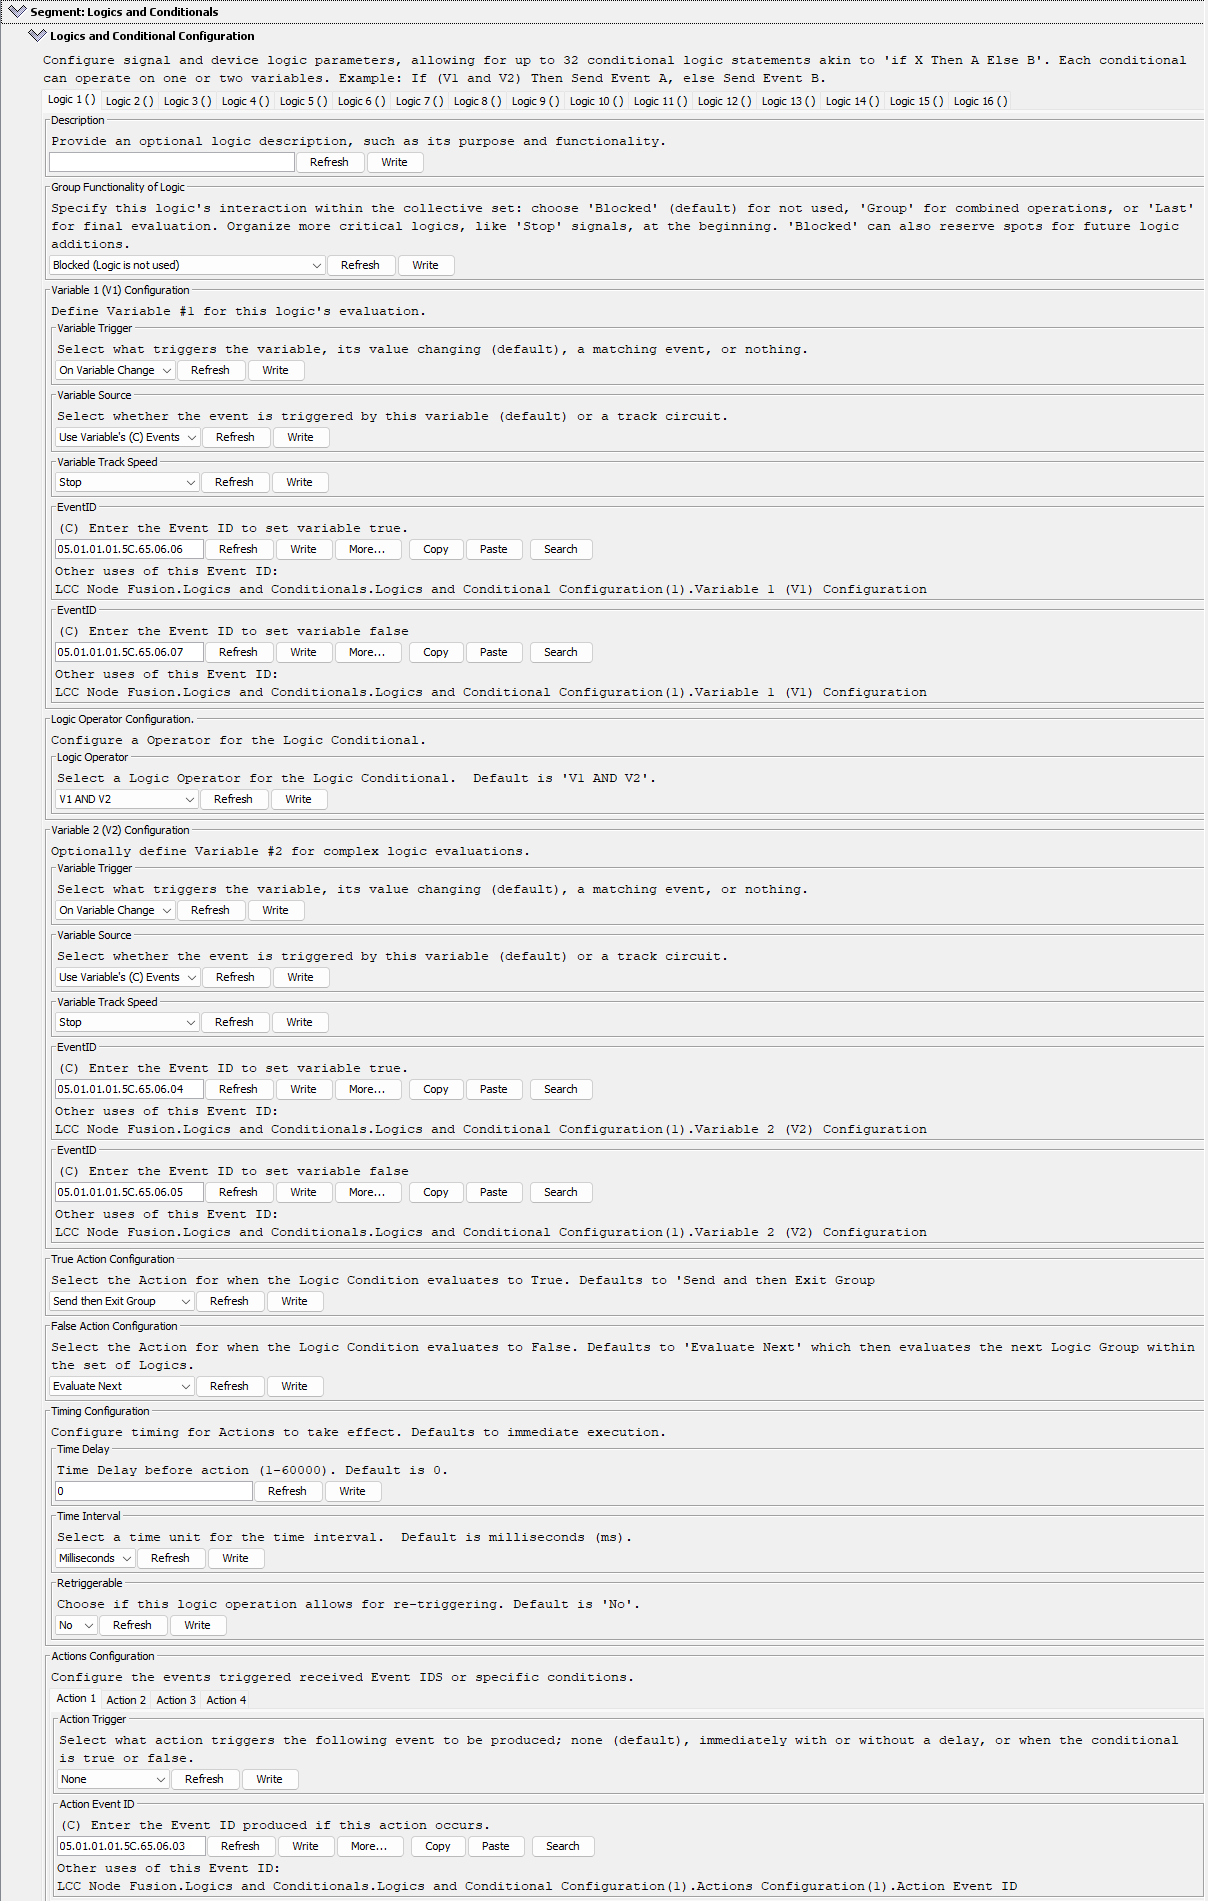 Segment: Logics and Conditionals
Logics and Conditional Configuration
Configure signal and device logic parameters, allowing for up to 32 conditional logic statements akin to 'if X Then A Else B'. Each conditional
can operate on one or two variables. Example: If (V1 and V2) Then Send Event A, else Send Event B.
Logic 1 () Logic 2 () Logic 3 () Logic 4 () Logic 5 () Logic 6 () Logic 7 () Logic 8 () Logic 9 () Logic 10 () Logic 11 () Logic 12 () Logic 13 () Logic 14 () Logic 15 () Logic 16 ()
Description
Provide an optional logic description, such as its purpose and functionality.
Refresh Write
Group Functionality of Logic
Specify this logic's interaction within the collective set: choose 'Blocked' (default) for not used, 'Group' for combined operations, or 'Last'
for final evaluation. Organize more critical logics, like 'Stop' signals, at the beginning. 'Blocked' can also reserve spots for future logic
additions.
Blocked (Logic is not used) Refresh Write
Variable 1 (V1) Configuration
Define Variable #1 for this logic's evaluation.
Variable Trigger
Select what triggers the variable, its value changing (default), a matching event, or nothing.
On Variable Change Refresh Write
Variable Source
Select whether the event is triggered by this variable (default) or a track circuit.
Use Variable's (C) Events Refresh Write
Variable Track Speed
Stop Refresh Write
EventID
(C) Enter the Event ID to set variable true.
05.01.01.01.5C.65.06.06 Refresh Write More... Copy Paste Search
Other uses of this Event ID:
LCC Node Fusion.Logics and Conditionals.Logics and Conditional Configuration(1).Variable 1 (V1) Configuration
EventID
(C) Enter the Event ID to set variable false
05.01.01.01.5C.65.06.07 Refresh Write More... Copy Paste Search
Other uses of this Event ID:
LCC Node Fusion.Logics and Conditionals.Logics and Conditional Configuration(1).Variable 1 (V1) Configuration
Logic Operator Configuration.
Configure a Operator for the Logic Conditional.
Logic Operator
Select a Logic Operator for the Logic Conditional.  Default is 'V1 AND V2'.
V1 AND V2 Refresh Write
Variable 2 (V2) Configuration
Optionally define Variable #2 for complex logic evaluations.
Variable Trigger
Select what triggers the variable, its value changing (default), a matching event, or nothing.
On Variable Change Refresh Write
Variable Source
Select whether the event is triggered by this variable (default) or a track circuit.
Use Variable's (C) Events Refresh Write
Variable Track Speed
Stop Refresh Write
EventID
(C) Enter the Event ID to set variable true.
05.01.01.01.5C.65.06.04 Refresh Write More... Copy Paste Search
Other uses of this Event ID:
LCC Node Fusion.Logics and Conditionals.Logics and Conditional Configuration(1).Variable 2 (V2) Configuration
EventID
(C) Enter the Event ID to set variable false
05.01.01.01.5C.65.06.05 Refresh Write More... Copy Paste Search
Other uses of this Event ID:
LCC Node Fusion.Logics and Conditionals.Logics and Conditional Configuration(1).Variable 2 (V2) Configuration
True Action Configuration
Select the Action for when the Logic Condition evaluates to True. Defaults to 'Send and then Exit Group
Send then Exit Group Refresh Write
False Action Configuration
Select the Action for when the Logic Condition evaluates to False. Defaults to 'Evaluate Next' which then evaluates the next Logic Group within
the set of Logics.
Evaluate Next Refresh Write
Timing Configuration
Configure timing for Actions to take effect. Defaults to immediate execution.
Time Delay
Time Delay before action (1-60000). Default is 0.
0 Refresh Write
Time Interval
Select a time unit for the time interval.  Default is milliseconds (ms).
Milliseconds Refresh Write
Retriggerable
Choose if this logic operation allows for re-triggering. Default is 'No'.
No Refresh Write
Actions Configuration
Configure the events triggered received Event IDS or specific conditions.
Action 1 Action 2 Action 3 Action 4
Action Trigger
Select what action triggers the following event to be produced; none (default), immediately with or without a delay, or when the conditional
is true or false.
None Refresh Write
Action Event ID
(C) Enter the Event ID produced if this action occurs.
05.01.01.01.5C.65.06.03 Refresh Write More... Copy Paste Search
Other uses of this Event ID:
LCC Node Fusion.Logics and Conditionals.Logics and Conditional Configuration(1).Actions Configuration(1).Action Event ID